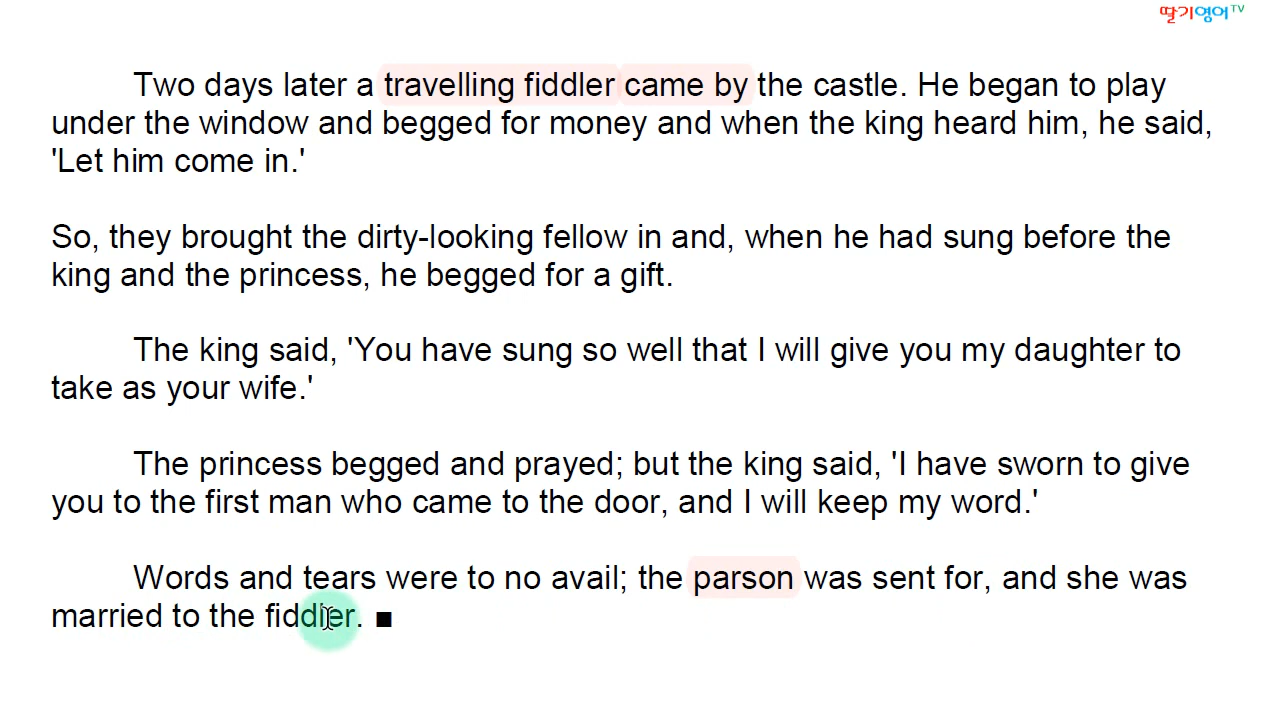 딸기영어TV
Two days later a travelling fiddler came by the castle. He began to play
under the window and begged for money and when the king heard him, he said,
'Let him come in.'
So, they brought the dirty-looking fellow in and, when he had sung before the
king and the princess, he begged for a gift.
The king said, 'You have sung so well that I will give you my daughter to
take as your wife.'
The princess begged and prayed; but the king said, 'I have sworn to give
you to the first man who came to the door, and I will keep my word.'
Words and tears were to no avail; the parson was sent for, and she was
married to the fiddler. ■